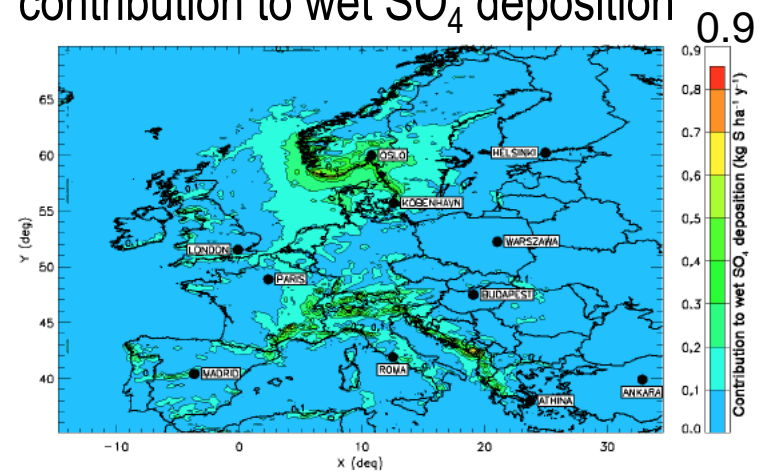 contribution to wet SO4 deposition
0.9
0.9
0.8
0.7
0.6
0.5
0.4
0.3
0.2
0.1
0.0
Contribution to wet SO4 deposition (kg S ha-1 y-1)
65
60
55
50
45
40
Y (deg)
OSLO
HELSINKI
KOBENHAVN
LONDON
WARSZAWA
PARIS
BUDAPEST
MADRID
ROMA
ANKARA
ATHINA
-10
0
10
20
30
X (deg)